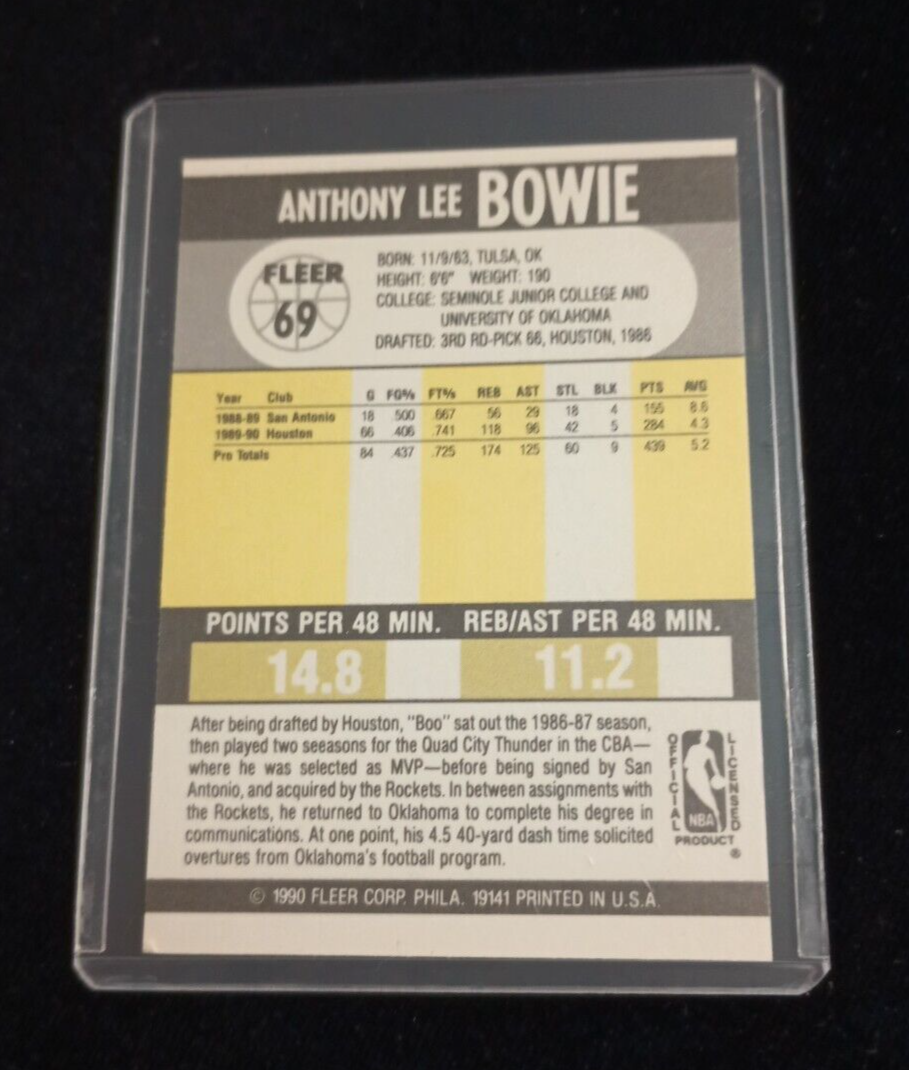 ANTHONY LEE BOWIE
FLEER
69
BORN: 11/9/63, TULSA, OK
HEIGHT: 6'6" WEIGHT: 190
COLLEGE: SEMINOLE JUNIOR COLLEGE AND
UNIVERSITY OF OKLAHOMA
DRAFTED: 3RD RD-PICK 66, HOUSTON, 1986
Year Club G FG% FT% REB AST STL BLK PTS AVG
1988-89 San Antonio 18 .500 .667 56 29 18 4 155 8.6
1989-90 Houston 66 .406 .741 118 96 42 5 284 4.3
Pro Totals 84 .437 .725 174 125 60 9 439 5.2
POINTS PER 48 MIN. REB/AST PER 48 MIN.
14.8 11.2
After being drafted by Houston, "Boo" sat out the 1986-87 season,
then played two seeasons for the Quad City Thunder in the CBA—
where he was selected as MVP—before being signed by San
Antonio, and acquired by the Rockets. In between assignments with
the Rockets, he returned to Oklahoma to complete his degree in
communications. At one point, his 4.5 40-yard dash time solicited
overtures from Oklahoma's football program.
OFFICIAL
LICENSED
NBA
PRODUCT
®
© 1990 FLEER CORP. PHILA. 19141 PRINTED IN U.S.A.